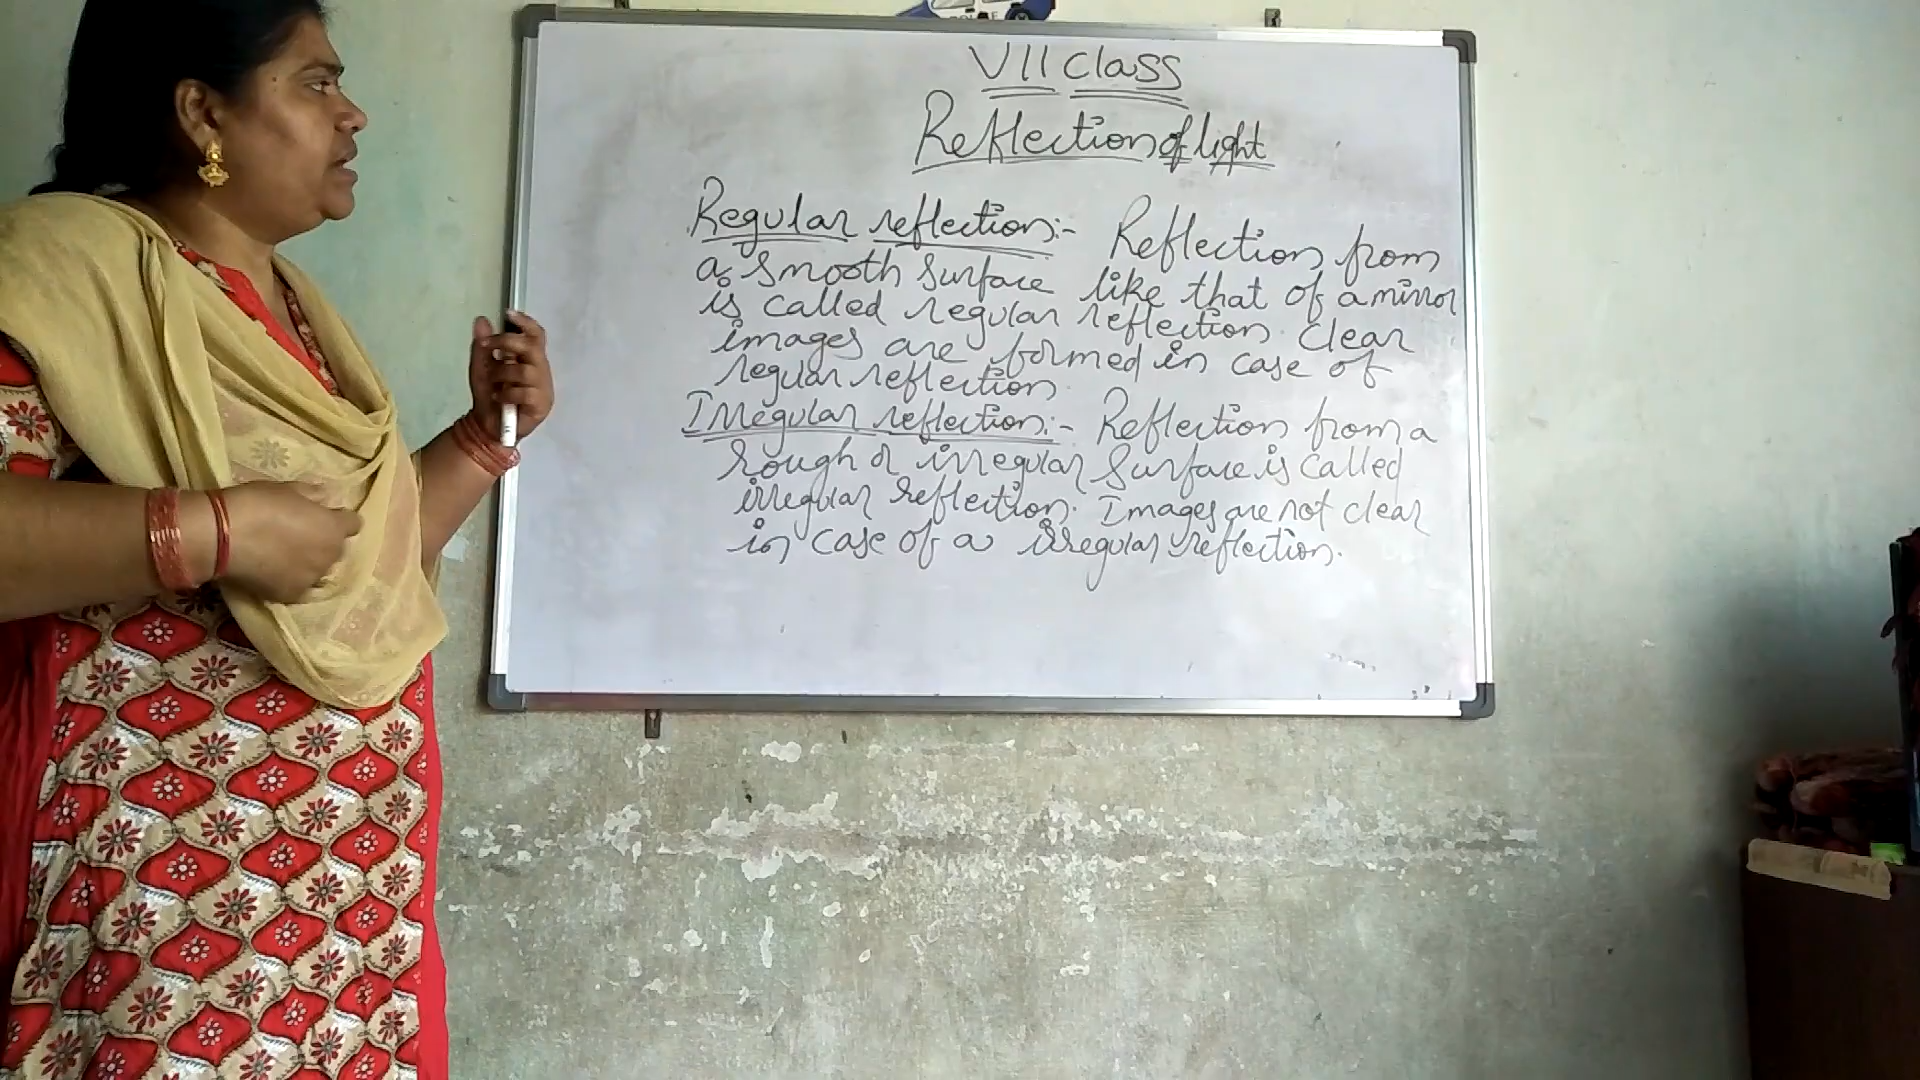 VII Class
Reflection of light
Regular reflection:- Reflection from
a smooth surface like that of a mirror
is called regular reflection. Clear
images are formed in case of
regular reflection.
Irregular reflection:- Reflection from a
rough or irregular surface is called
irregular reflection. Images are not clear
in case of a irregular reflection.